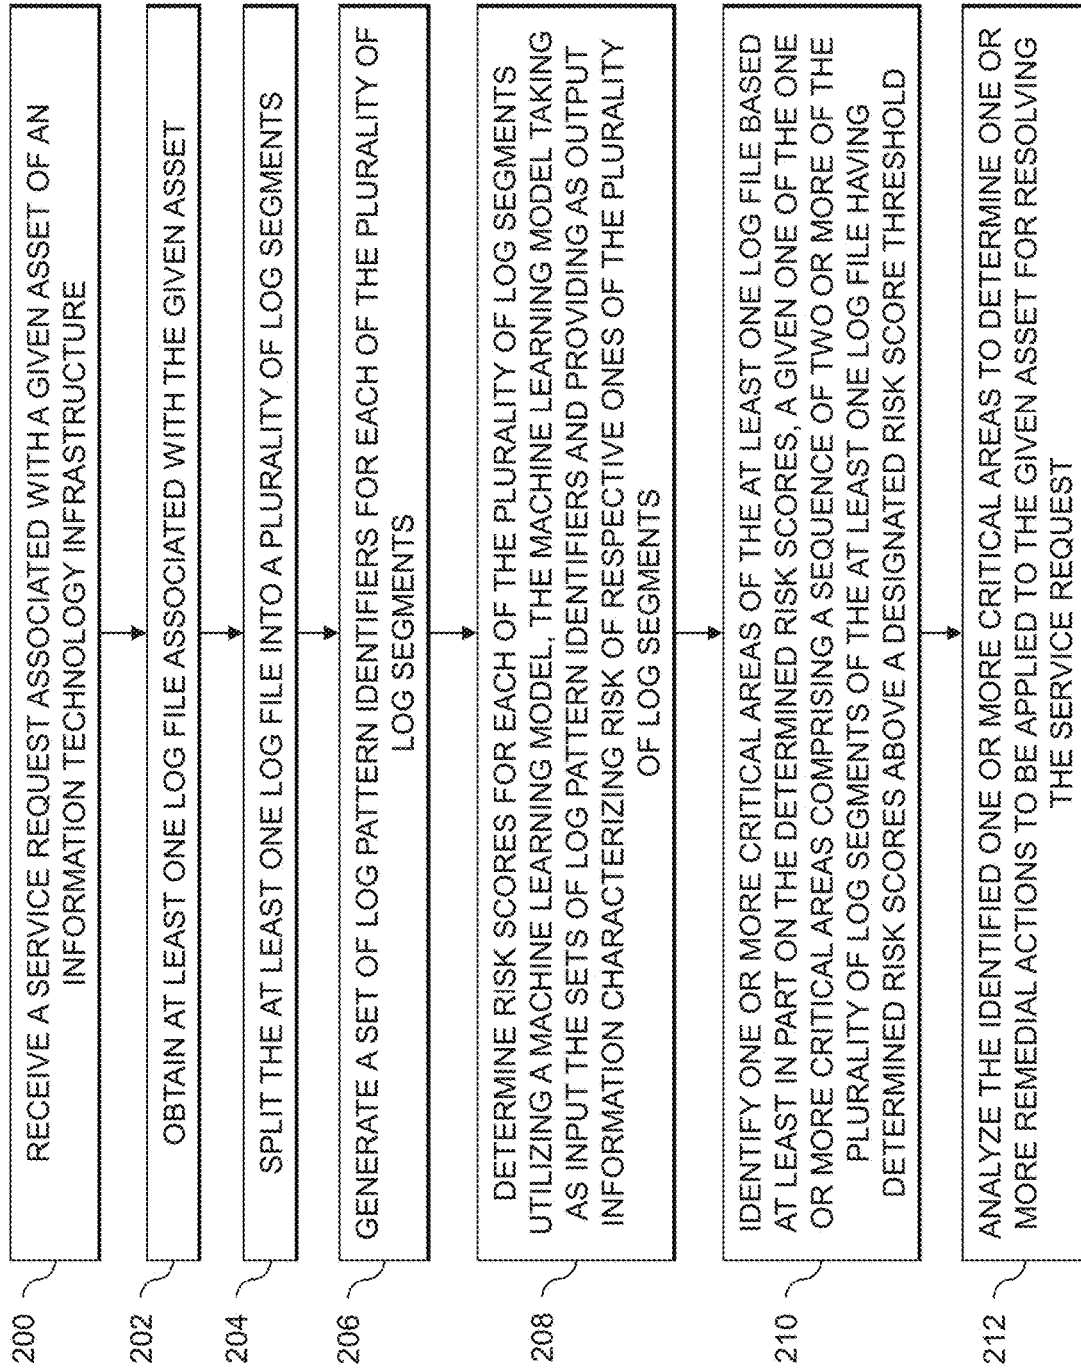 200
RECEIVE A SERVICE REQUEST ASSOCIATED WITH A GIVEN ASSET OF AN
INFORMATION TECHNOLOGY INFRASTRUCTURE
202
OBTAIN AT LEAST ONE LOG FILE ASSOCIATED WITH THE GIVEN ASSET
204
SPLIT THE AT LEAST ONE LOG FILE INTO A PLURALITY OF LOG SEGMENTS
206
GENERATE A SET OF LOG PATTERN IDENTIFIERS FOR EACH OF THE PLURALITY OF
LOG SEGMENTS
208
DETERMINE RISK SCORES FOR EACH OF THE PLURALITY OF LOG SEGMENTS
UTILIZING A MACHINE LEARNING MODEL, THE MACHINE LEARNING MODEL TAKING
AS INPUT THE SETS OF LOG PATTERN IDENTIFIERS AND PROVIDING AS OUTPUT
INFORMATION CHARACTERIZING RISK OF RESPECTIVE ONES OF THE PLURALITY
OF LOG SEGMENTS
210
IDENTIFY ONE OR MORE CRITICAL AREAS OF THE AT LEAST ONE LOG FILE BASED
AT LEAST IN PART ON THE DETERMINED RISK SCORES, A GIVEN ONE OF THE ONE
OR MORE CRITICAL AREAS COMPRISING A SEQUENCE OF TWO OR MORE OF THE
PLURALITY OF LOG SEGMENTS OF THE AT LEAST ONE LOG FILE HAVING
DETERMINED RISK SCORES ABOVE A DESIGNATED RISK SCORE THRESHOLD
212
ANALYZE THE IDENTIFIED ONE OR MORE CRITICAL AREAS TO DETERMINE ONE OR
MORE REMEDIAL ACTIONS TO BE APPLIED TO THE GIVEN ASSET FOR RESOLVING
THE SERVICE REQUEST